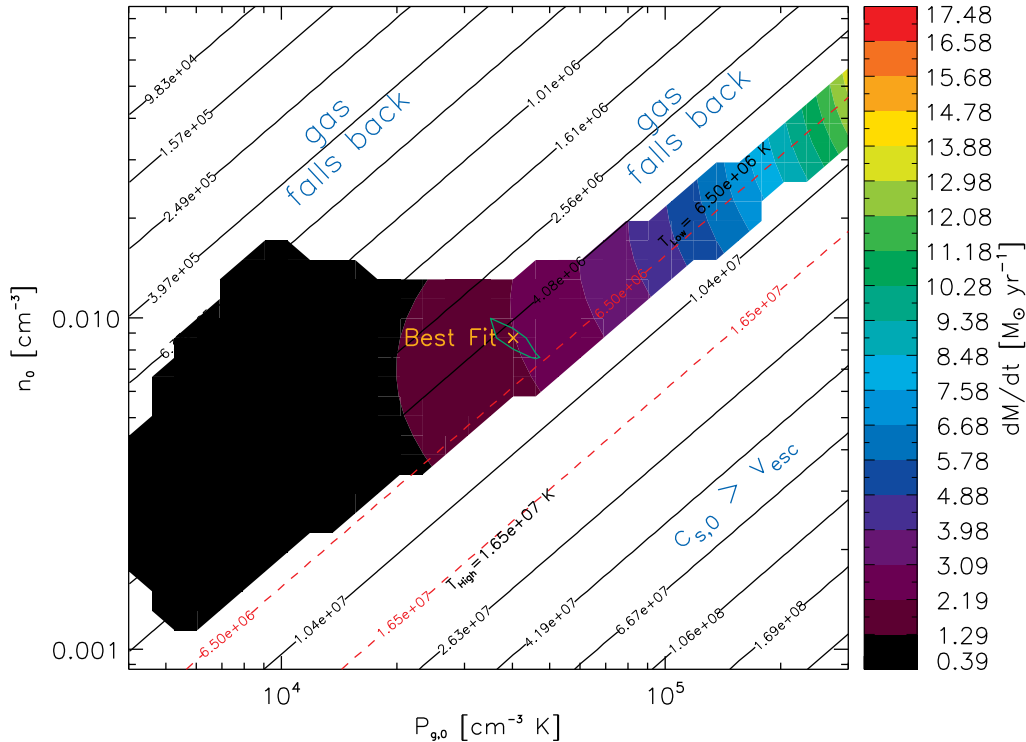 9.83e+04
1.57e+05
2.49e+05
3.97e+05
6.
1.01e+06
1.61e+06
2.56e+06
4.08e+06
6.50e+06
1.04e+07
1.65e+07
gas
falls back
gas
falls back
T_Low = 6.50e+06 K
Best Fit ×
C_s,0 > v_esc
T_High = 1.65e+07 K
6.50e+06
1.04e+07
1.65e+07
2.63e+07
4.19e+07
6.67e+07
1.06e+08
1.69e+08
n_0 [cm^-3]
0.010
0.001
10^4
10^5
P_g,0 [cm^-3 K]
17.48
16.58
15.68
14.78
13.88
12.98
12.08
11.18
10.28
9.38
8.48
7.58
6.68
5.78
4.88
3.98
3.09
2.19
1.29
0.39
dM/dt [M_⊙ yr^-1]